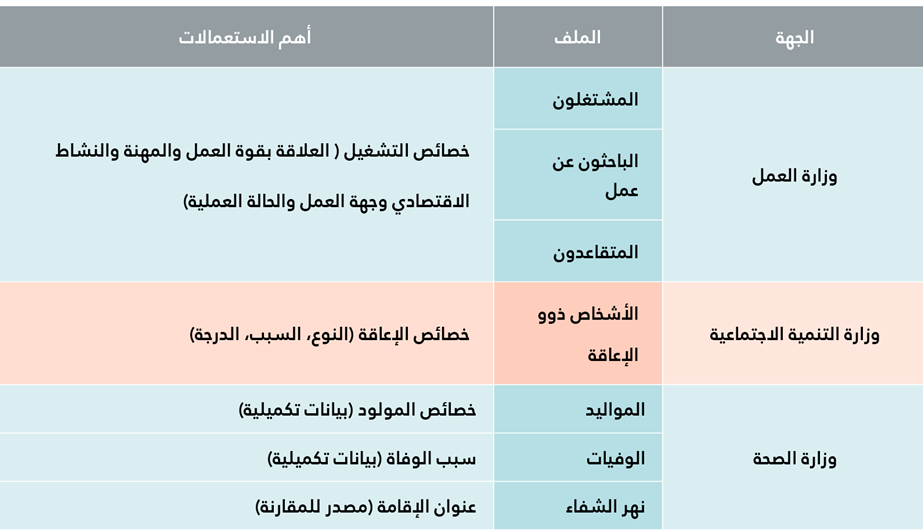 الجهة
الملف
أهم الاستعمالات
وزارة العمل
المشتغلون
الباحثون عن
عمل
المتقاعدون
خصائص التشغيل ( العلاقة بقوة العمل والمهنة والنشاط
الاقتصادي وجهة العمل والحالة العملية)
وزارة التنمية الاجتماعية
الأشخاص ذوو
الإعاقة
خصائص الإعاقة (النوع، السبب، الدرجة)
وزارة الصحة
المواليد
خصائص المولود (بيانات تكميلية)
الوفيات
سبب الوفاة (بيانات تكميلية)
نهر الشفاء
عنوان الإقامة (مصدر للمقارنة)